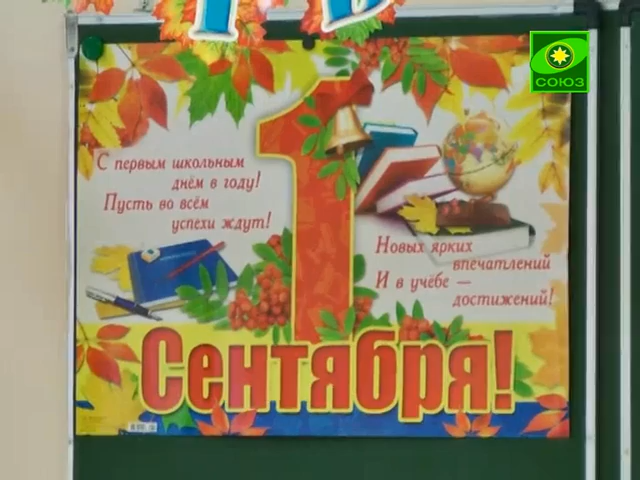 СОЮЗ
1
С первым школьным
днём в году!
Пусть во всём
успехи ждут!
Новых ярких
впечатлений
И в учёбе —
достижений!
Сентября!